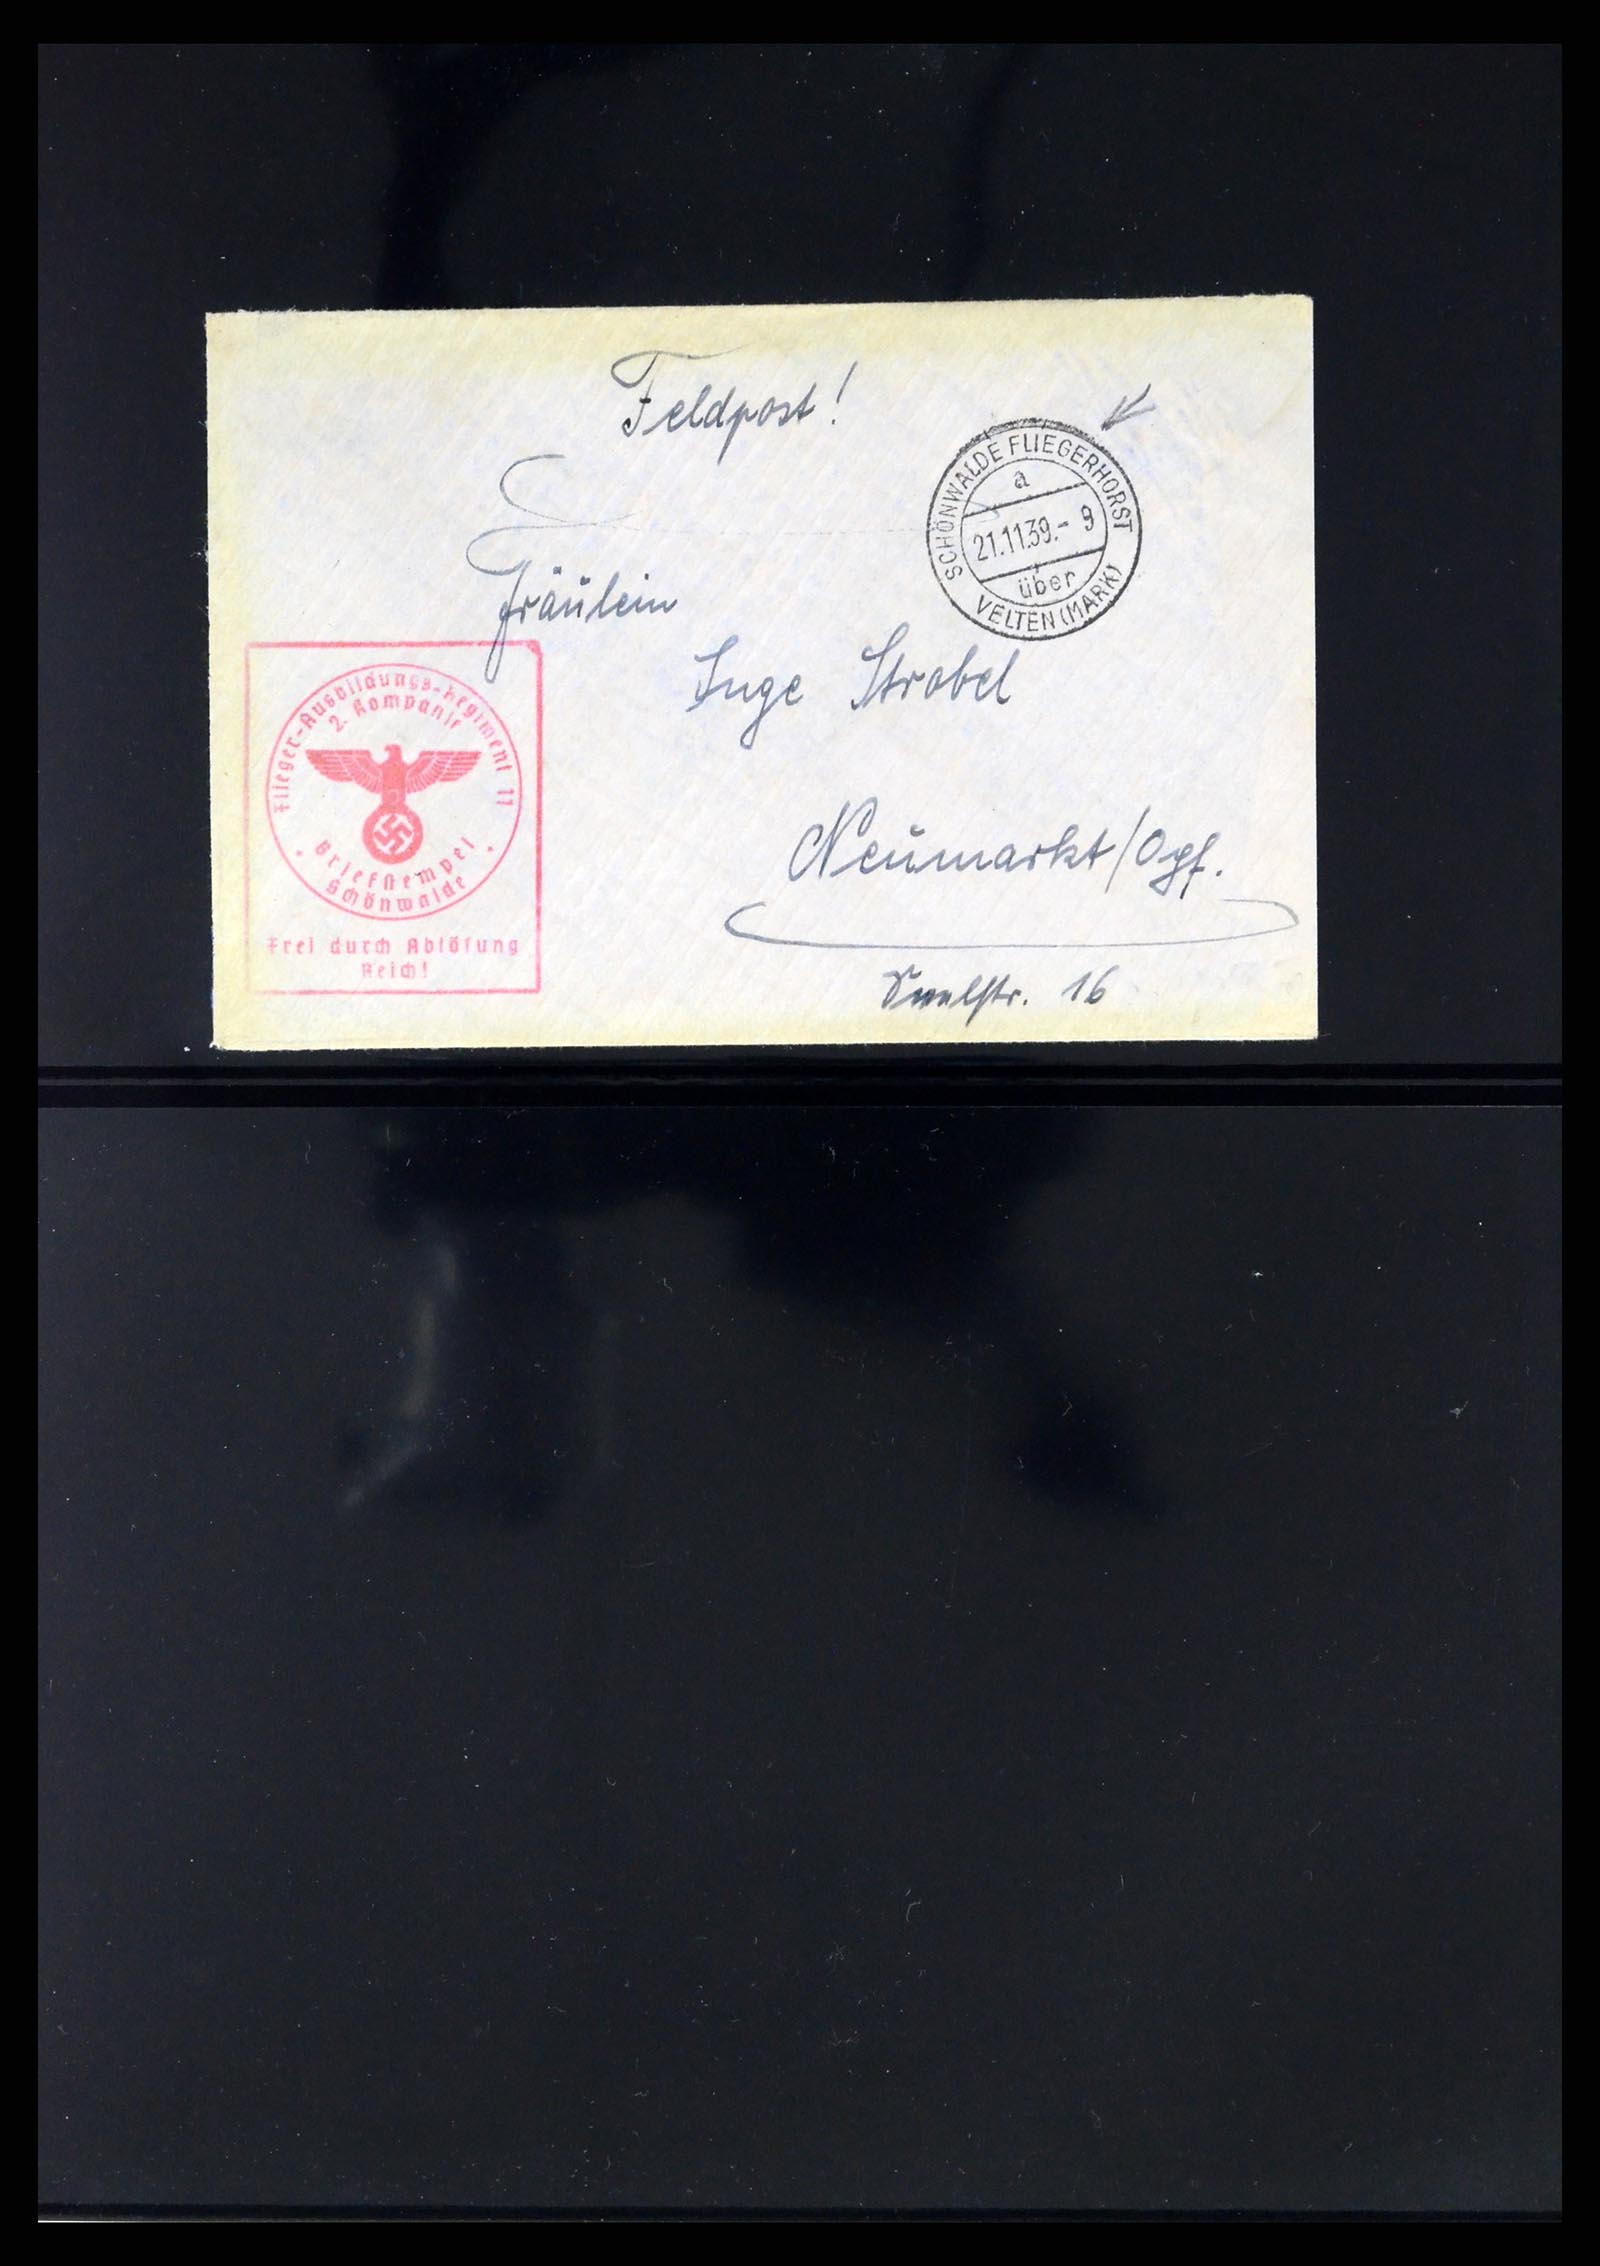 Feldpost!
SCHÖNWALDE FLIEGERHORST
a
21.11.39.- 9
über
VELTEN (MARK)
Fräulein
Inge Strobel
Neumarkt/Opf.
16
Flieger-Ausbildungs-Regiment 11
2. Kompanie
Briefstempel
Schönwalde
Frei durch Ablösung
Reich!